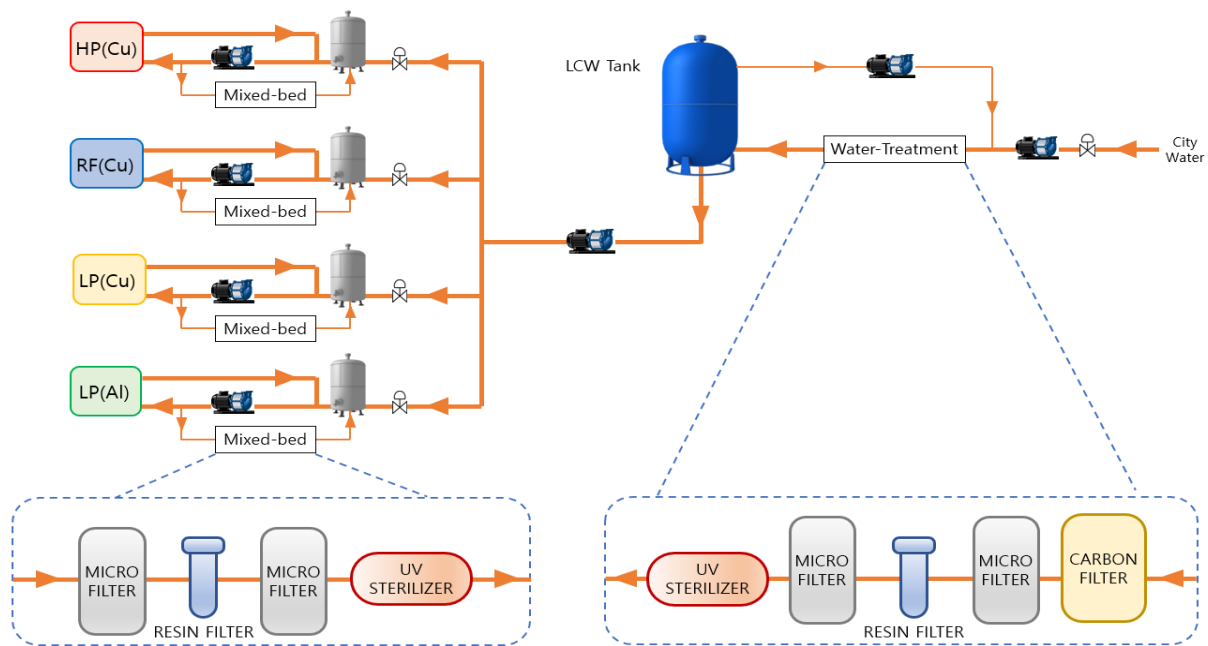 HP(Cu)
Mixed-bed
LCW Tank
City
Water
Water-Treatment
RF(Cu)
Mixed-bed
LP(Cu)
Mixed-bed
LP(Al)
Mixed-bed
MICRO
FILTER
RESIN FILTER
MICRO
FILTER
UV
STERILIZER
UV
STERILIZER
MICRO
FILTER
RESIN FILTER
MICRO
FILTER
CARBON
FILTER